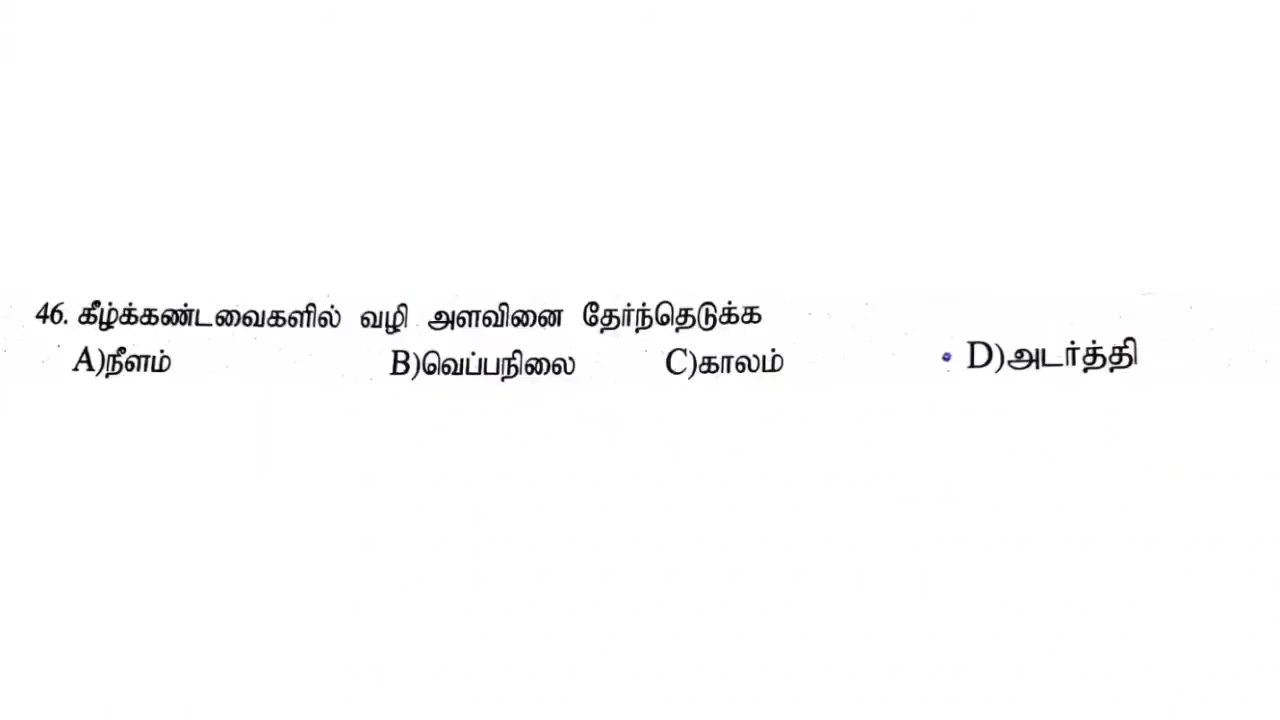 46. கீழ்க்கண்டவைகளில் வழி அளவினை தேர்ந்தெடுக்க
A)நீளம் B)வெப்பநிலை C)காலம் D)அடர்த்தி